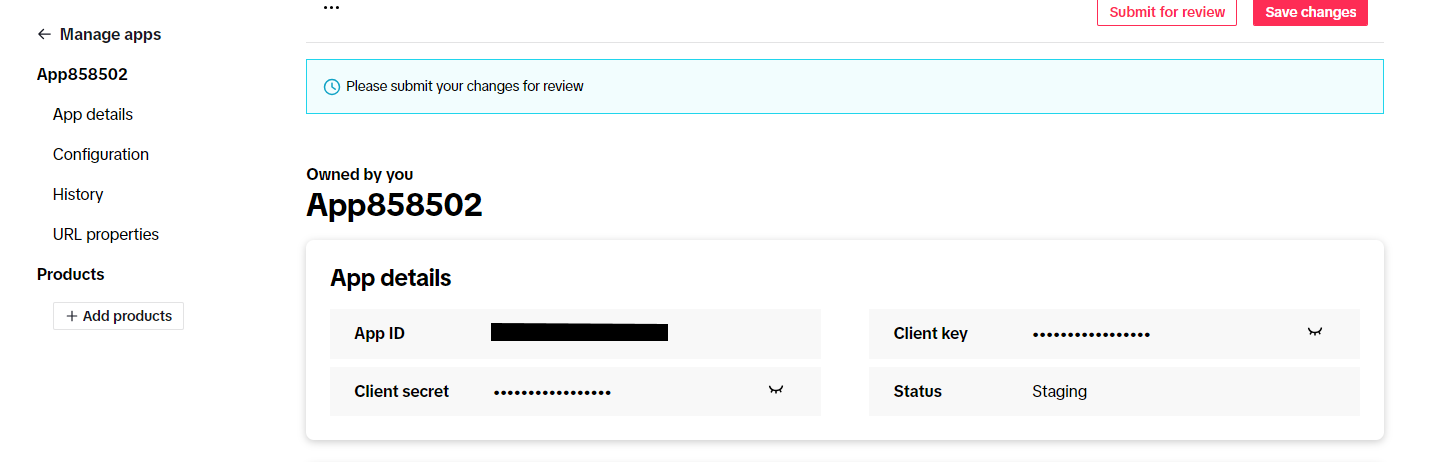 ...
Submit for review
Save changes
← Manage apps
App858502
App details
Configuration
History
URL properties
Products
+ Add products
Please submit your changes for review
Owned by you
App858502
App details
App ID
Client key •••••••••••••••••
Client secret •••••••••••••••••
Status Staging